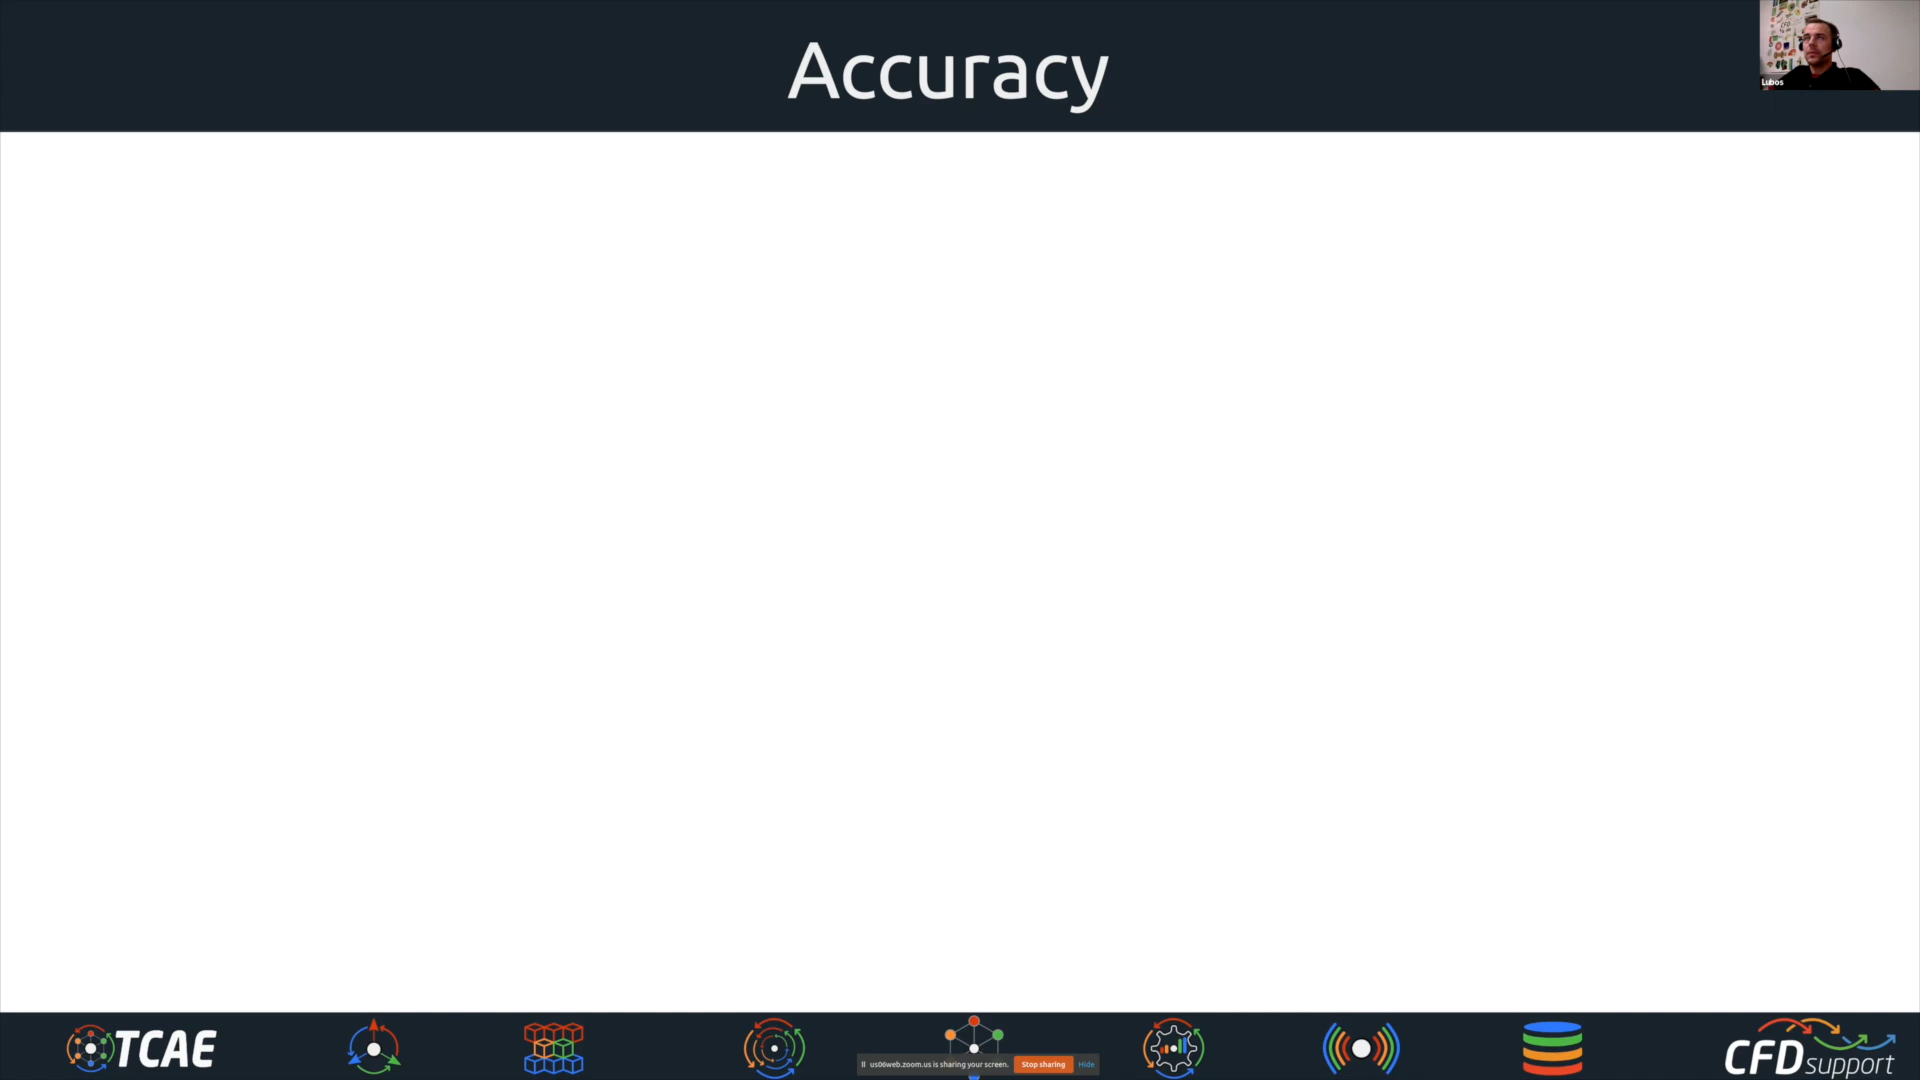 Accuracy
Lubos
us06web.zoom.us is sharing your screen. Stop sharing Hide
TCAE
CFD support